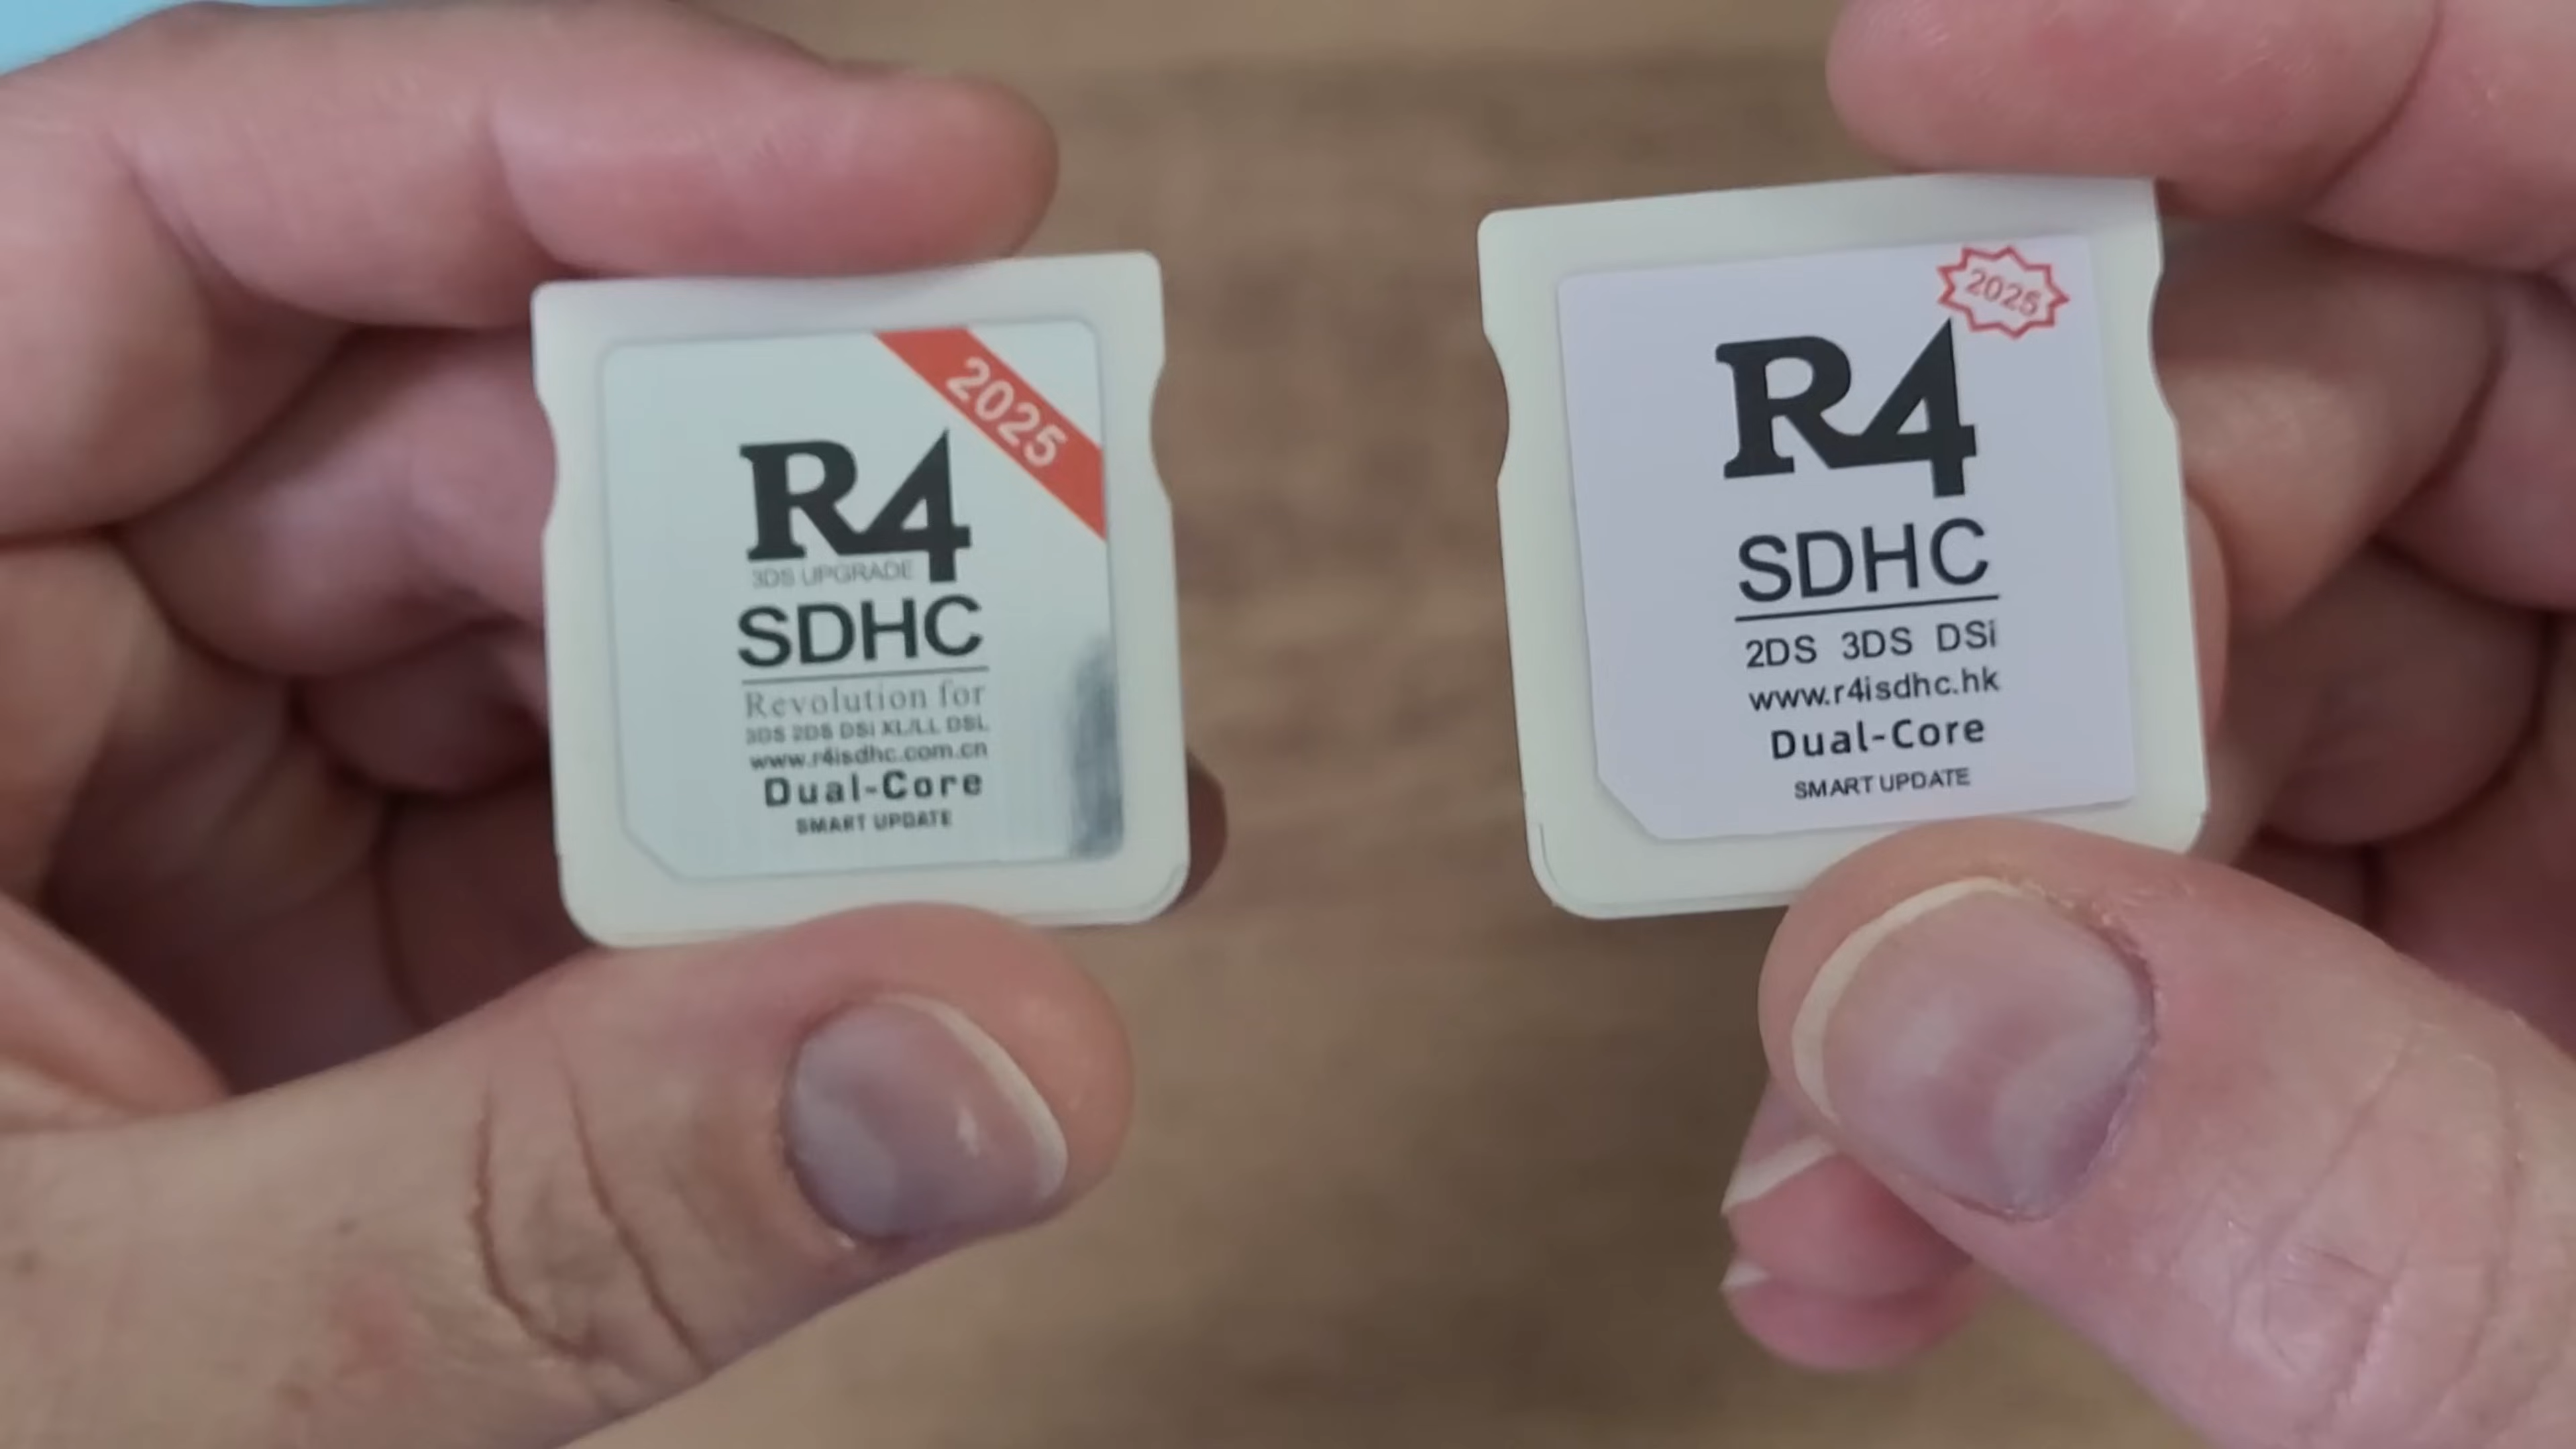 2025
R4
3DS UPGRADE
SDHC
Revolution for
3DS 2DS DSi XL/LL DSL
www.r4isdhc.com.cn
Dual-Core
SMART UPDATE
2025
R4
SDHC
2DS 3DS DSi
www.r4isdhc.hk
Dual-Core
SMART UPDATE